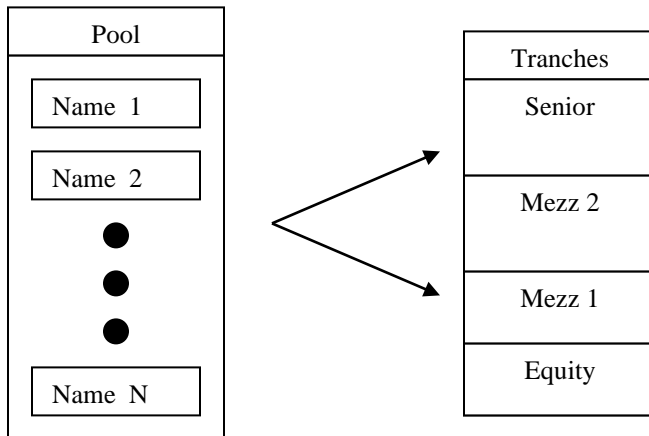 Pool
Name 1
Name 2
Name N
Tranches
Senior
Mezz 2
Mezz 1
Equity